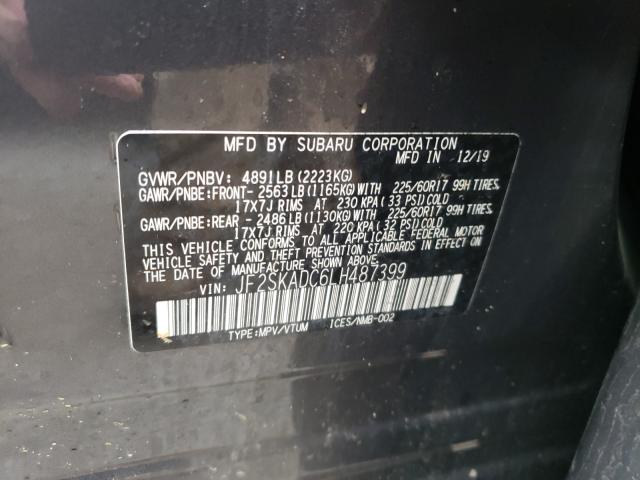 MFD BY SUBARU CORPORATION
MFD IN 12/19
GVWR/PNBV: 4891LB (2223KG)
GAWR/PNBE:FRONT- 2563LB (1165KG)WITH 225/60R17 99H TIRES,
17X7J RIMS AT 230 KPA ( 33 PSI) COLD
GAWR/PNBE:REAR - 2486LB (1130KG)WITH 225/60R17 99H TIRES,
17X7J RIMS AT 220 KPA ( 32 PSI) COLD
THIS VEHICLE CONFORMS TO ALL APPLICABLE FEDERAL MOTOR
VEHICLE SAFETY AND THEFT PREVENTION STANDARDS IN EFFECT ON
THE DATE OF MANUFACTURE SHOWN ABOVE.
VIN: JF2SKADC6LH487399
TYPE:MPV/VTUM ICES/NMB-002